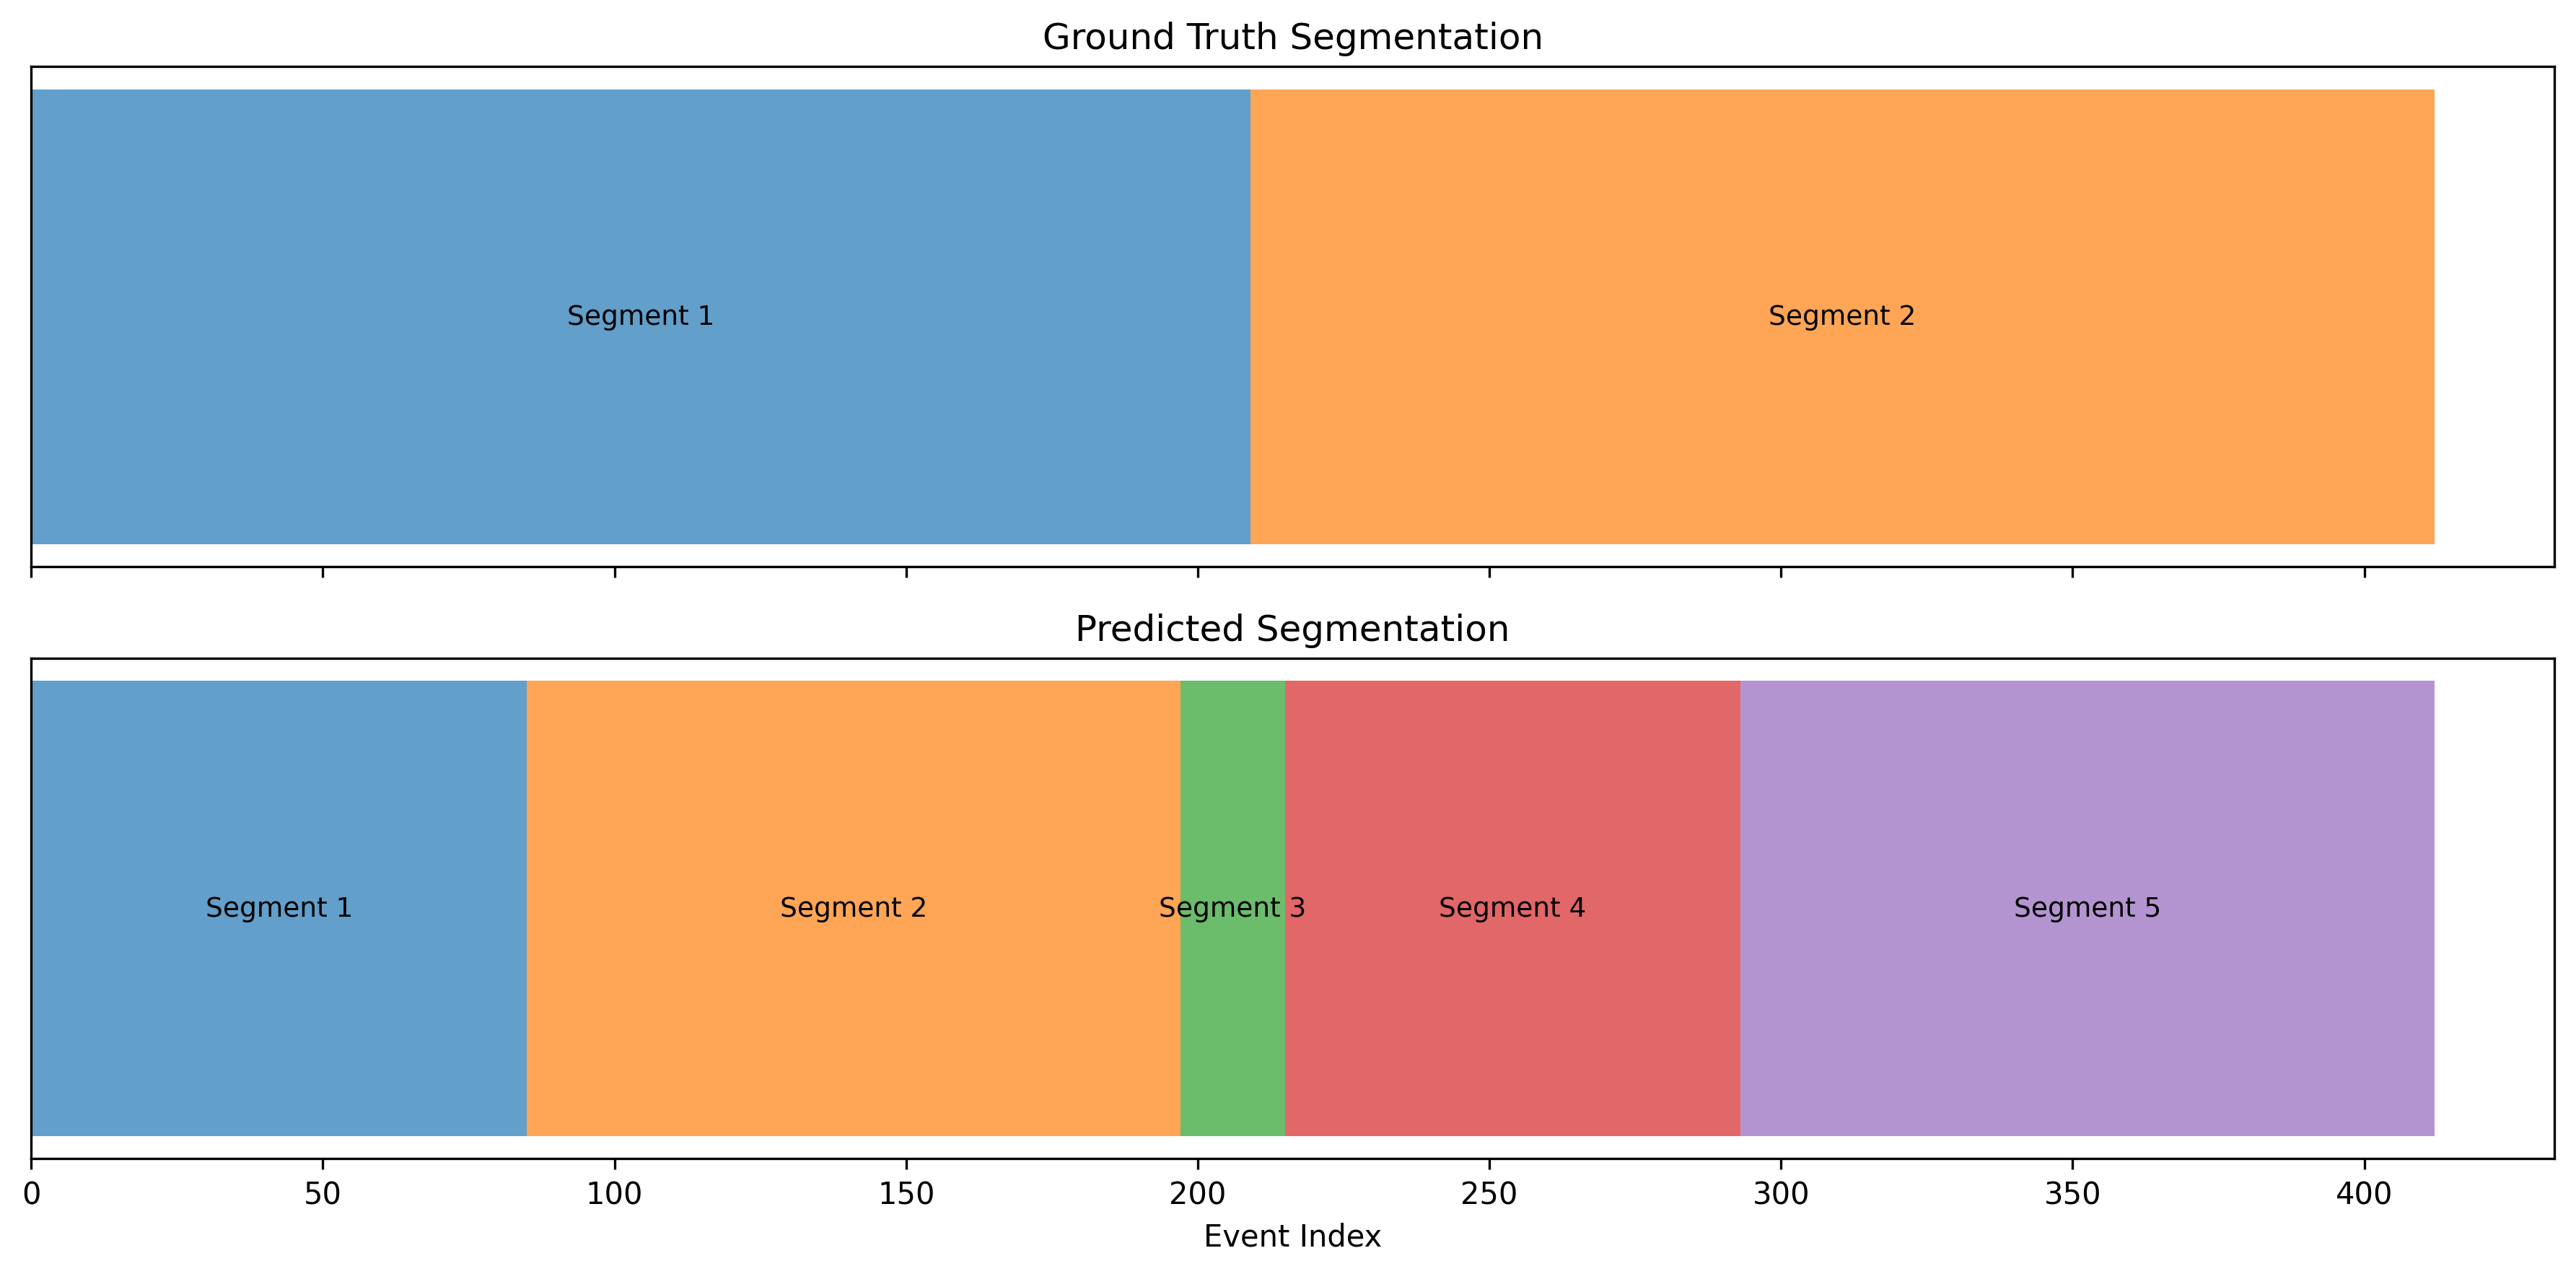 Ground Truth Segmentation
Segment 1 Segment 2
Predicted Segmentation
Segment 1 Segment 2 Segment 3 Segment 4 Segment 5
0 50 100 150 200 250 300 350 400
Event Index